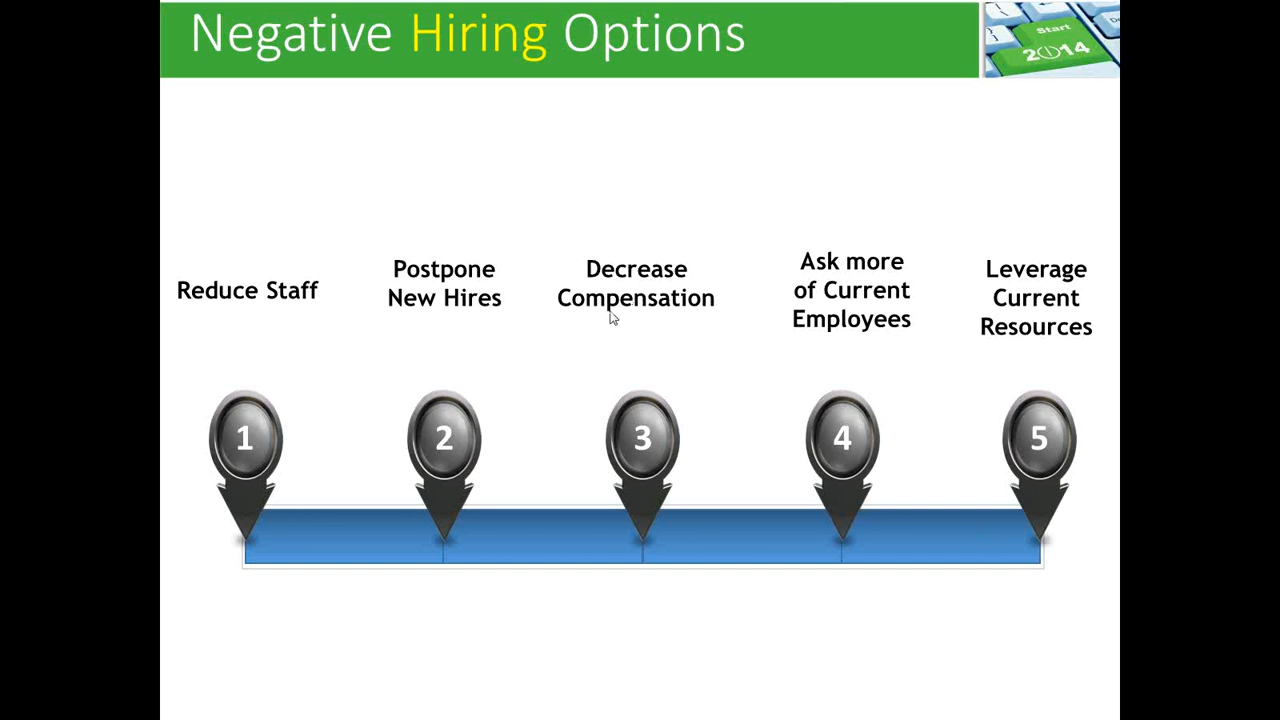 Negative Hiring Options
Start
2014
Reduce Staff
Postpone
New Hires
Decrease
Compensation
Ask more
of Current
Employees
Leverage
Current
Resources
1
2
3
4
5